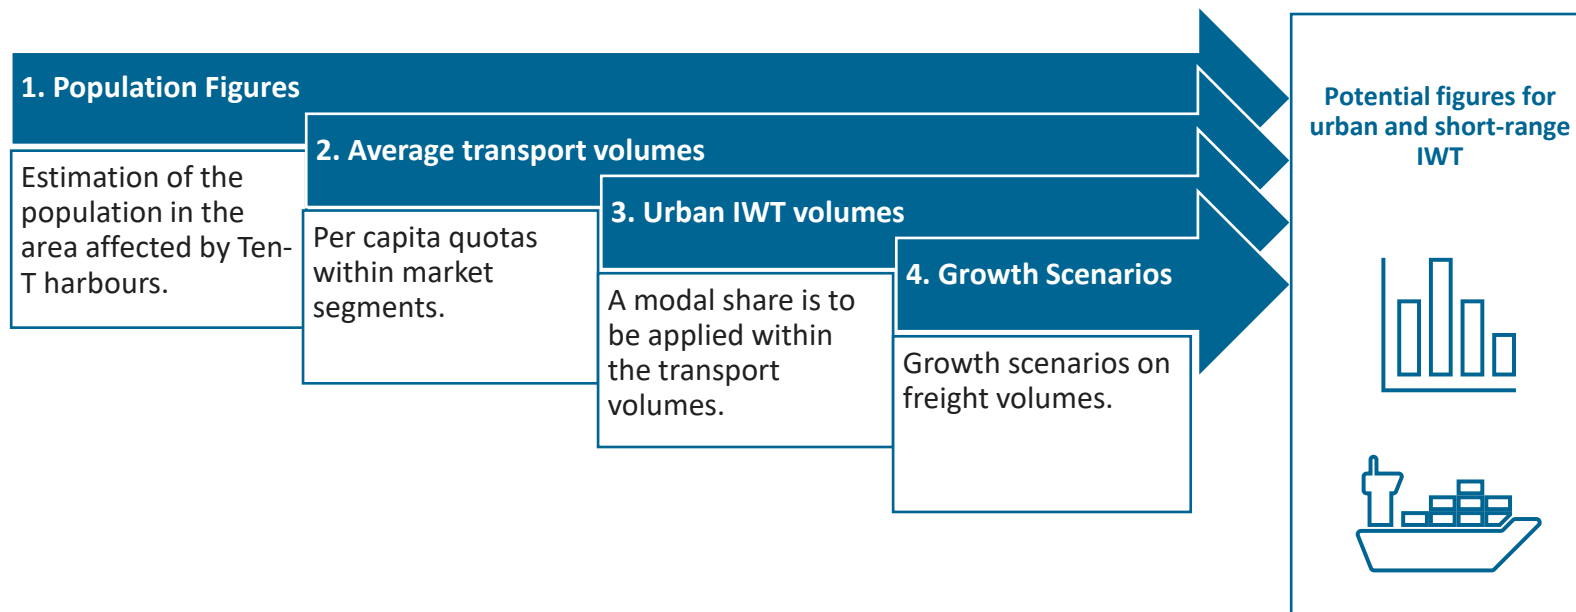 1. Population Figures
Estimation of the
population in the
area affected by Ten-
T harbours.
2. Average transport volumes
Per capita quotas
within market
segments.
3. Urban IWT volumes
A modal share is to
be applied within
the transport
volumes.
4. Growth Scenarios
Growth scenarios on
freight volumes.
Potential figures for
urban and short-range
IWT